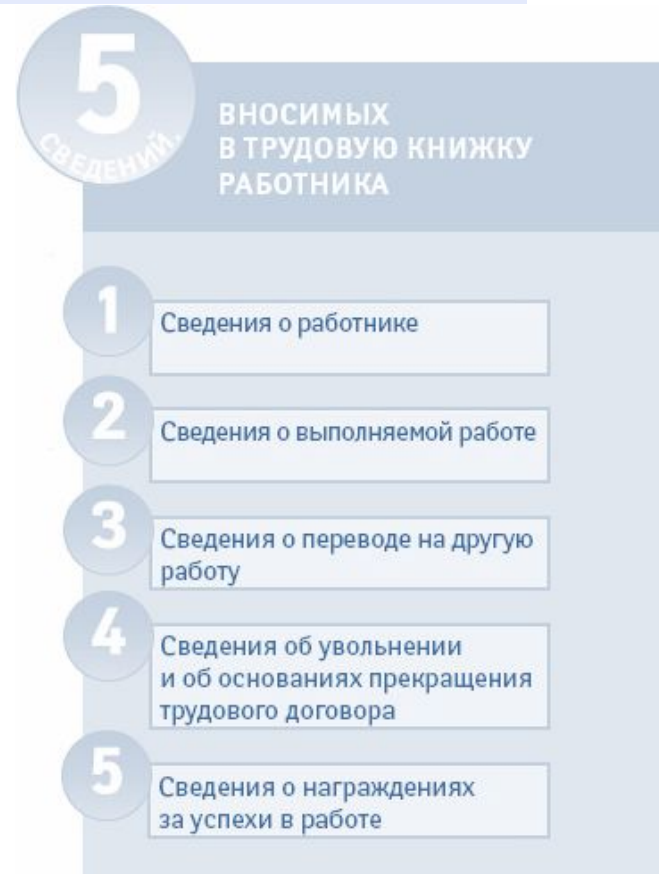 5
СВЕДЕНИЙ,
ВНОСИМЫХ
В ТРУДОВУЮ КНИЖКУ
РАБОТНИКА
1
Сведения о работнике
2
Сведения о выполняемой работе
3
Сведения о переводе на другую
работу
4
Сведения об увольнении
и об основаниях прекращения
трудового договора
5
Сведения о награждениях
за успехи в работе